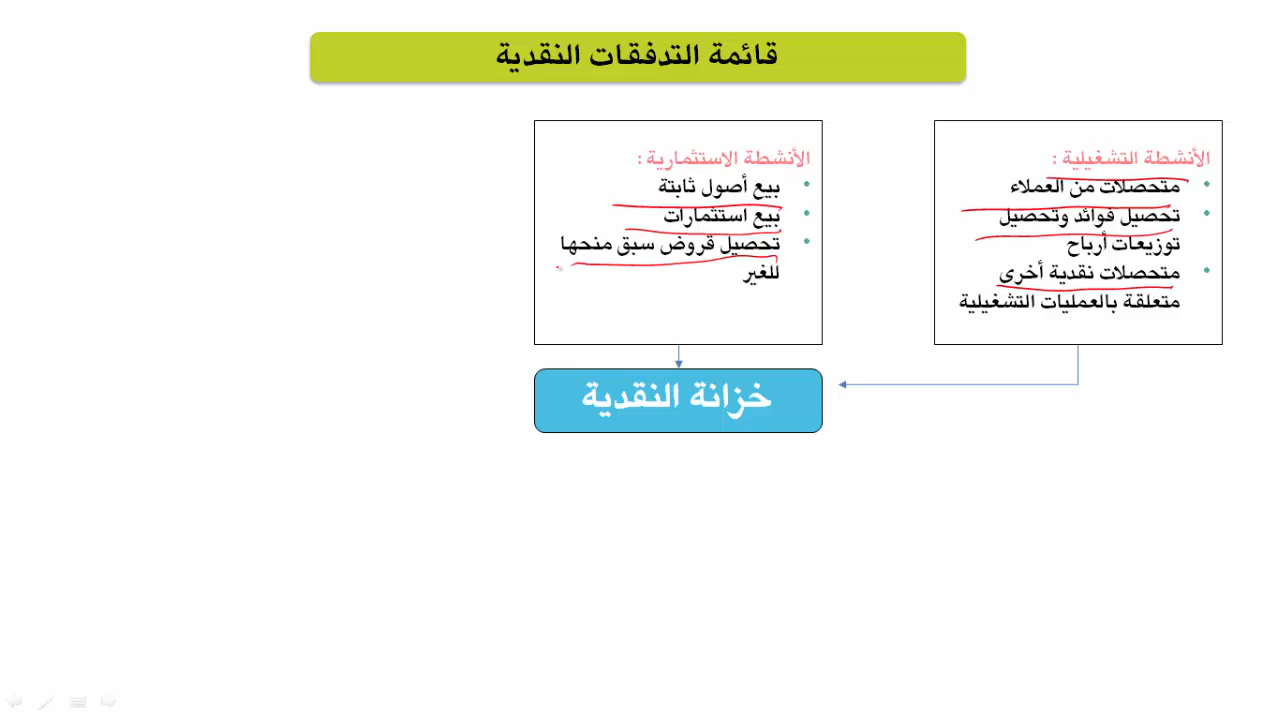 قائمة التدفقات النقدية
الأنشطة التشغيلية :
• متحصلات من العملاء
• تحصيل فوائد وتحصيل
توزيعات أرباح
• متحصلات نقدية أخرى
متعلقة بالعمليات التشغيلية
الأنشطة الاستثمارية :
• بيع أصول ثابتة
• بيع استثمارات
• تحصيل قروض سبق منحها
للغير
خزانة النقدية